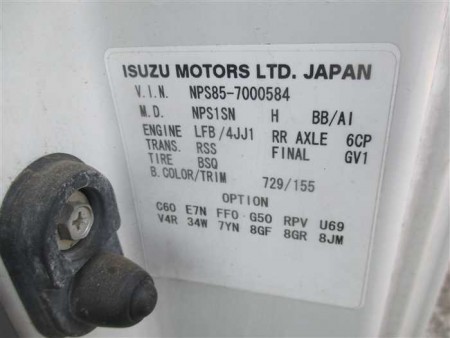 ISUZU MOTORS LTD. JAPAN
V.I.N. NPS85-7000584
M.D. NPS1SN H BB/AI
ENGINE LFB/4JJ1 RR AXLE 6CP
TRANS. RSS FINAL GV1
TIRE BSQ
B.COLOR/TRIM 729/155
OPTION
C60 E7N FF0 G50 RPV U69
V4R 34W 7YN 8GF 8GR 8JM